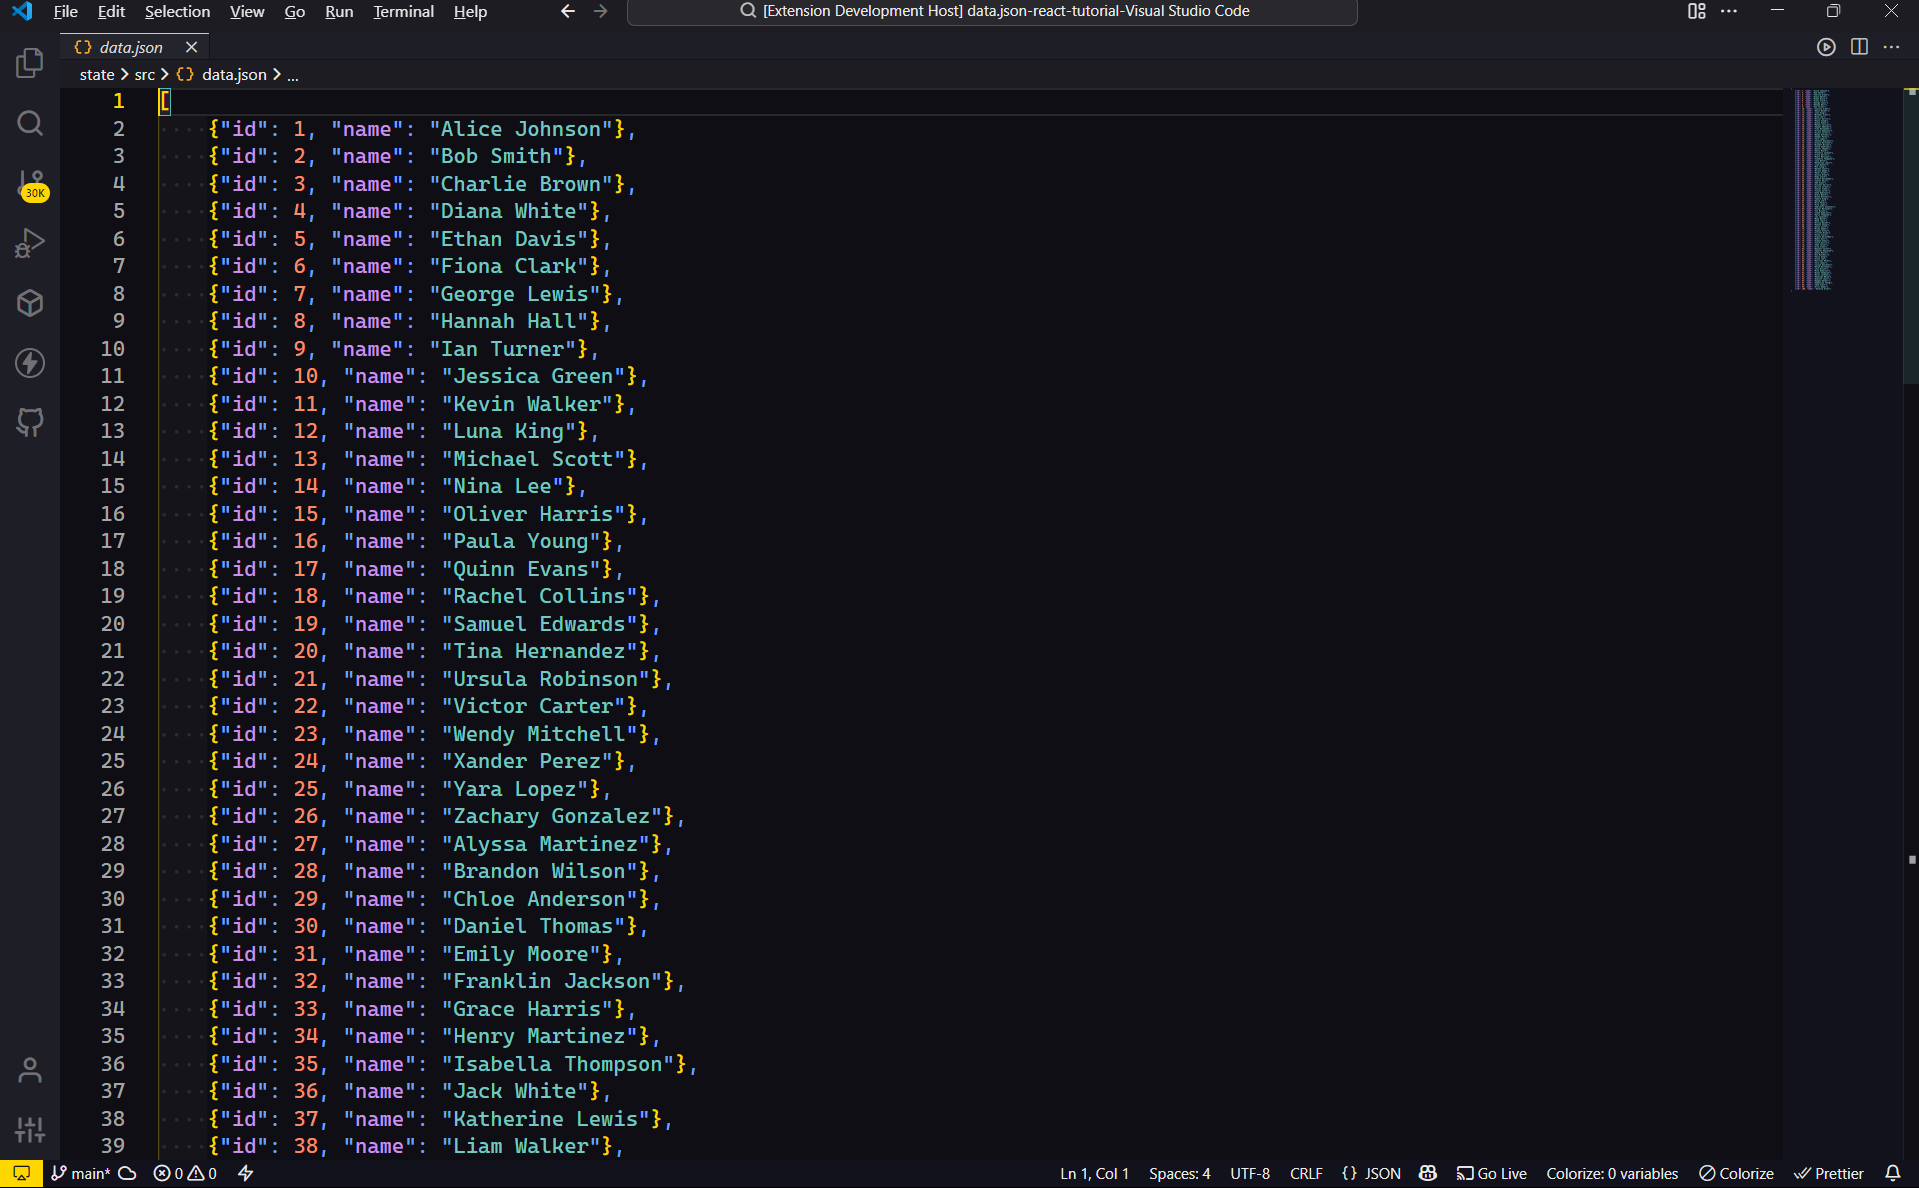 File Edit Selection View Go Run Terminal Help [Extension Development Host] data.json-react-tutorial-Visual Studio Code
{} data.json
state > src > {} data.json > ...
30K
1 [
2 {"id": 1, "name": "Alice Johnson"},
3 {"id": 2, "name": "Bob Smith"},
4 {"id": 3, "name": "Charlie Brown"},
5 {"id": 4, "name": "Diana White"},
6 {"id": 5, "name": "Ethan Davis"},
7 {"id": 6, "name": "Fiona Clark"},
8 {"id": 7, "name": "George Lewis"},
9 {"id": 8, "name": "Hannah Hall"},
10 {"id": 9, "name": "Ian Turner"},
11 {"id": 10, "name": "Jessica Green"},
12 {"id": 11, "name": "Kevin Walker"},
13 {"id": 12, "name": "Luna King"},
14 {"id": 13, "name": "Michael Scott"},
15 {"id": 14, "name": "Nina Lee"},
16 {"id": 15, "name": "Oliver Harris"},
17 {"id": 16, "name": "Paula Young"},
18 {"id": 17, "name": "Quinn Evans"},
19 {"id": 18, "name": "Rachel Collins"},
20 {"id": 19, "name": "Samuel Edwards"},
21 {"id": 20, "name": "Tina Hernandez"},
22 {"id": 21, "name": "Ursula Robinson"},
23 {"id": 22, "name": "Victor Carter"},
24 {"id": 23, "name": "Wendy Mitchell"},
25 {"id": 24, "name": "Xander Perez"},
26 {"id": 25, "name": "Yara Lopez"},
27 {"id": 26, "name": "Zachary Gonzalez"},
28 {"id": 27, "name": "Alyssa Martinez"},
29 {"id": 28, "name": "Brandon Wilson"},
30 {"id": 29, "name": "Chloe Anderson"},
31 {"id": 30, "name": "Daniel Thomas"},
32 {"id": 31, "name": "Emily Moore"},
33 {"id": 32, "name": "Franklin Jackson"},
34 {"id": 33, "name": "Grace Harris"},
35 {"id": 34, "name": "Henry Martinez"},
36 {"id": 35, "name": "Isabella Thompson"},
37 {"id": 36, "name": "Jack White"},
38 {"id": 37, "name": "Katherine Lewis"},
39 {"id": 38, "name": "Liam Walker"},
main* 0 0 Ln 1, Col 1 Spaces: 4 UTF-8 CRLF {} JSON Go Live Colorize: 0 variables Colorize Prettier